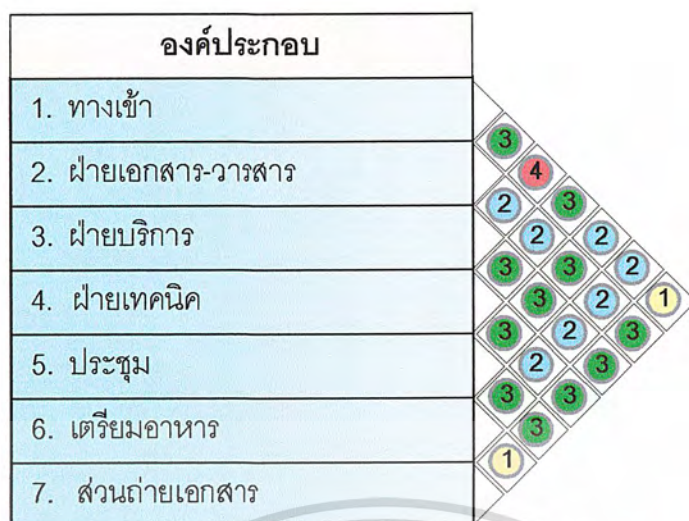 องค์ประกอบ
1. ทางเข้า
2. ฝ่ายเอกสาร-วารสาร
3. ฝ่ายบริการ
4. ฝ่ายเทคนิค
5. ประชุม
6. เตรียมอาหาร
7. ส่วนถ่ายเอกสาร
3
4
2 3
2 2
3 3 2
3 2 1
3 2 3
2 3
3 3
3
1